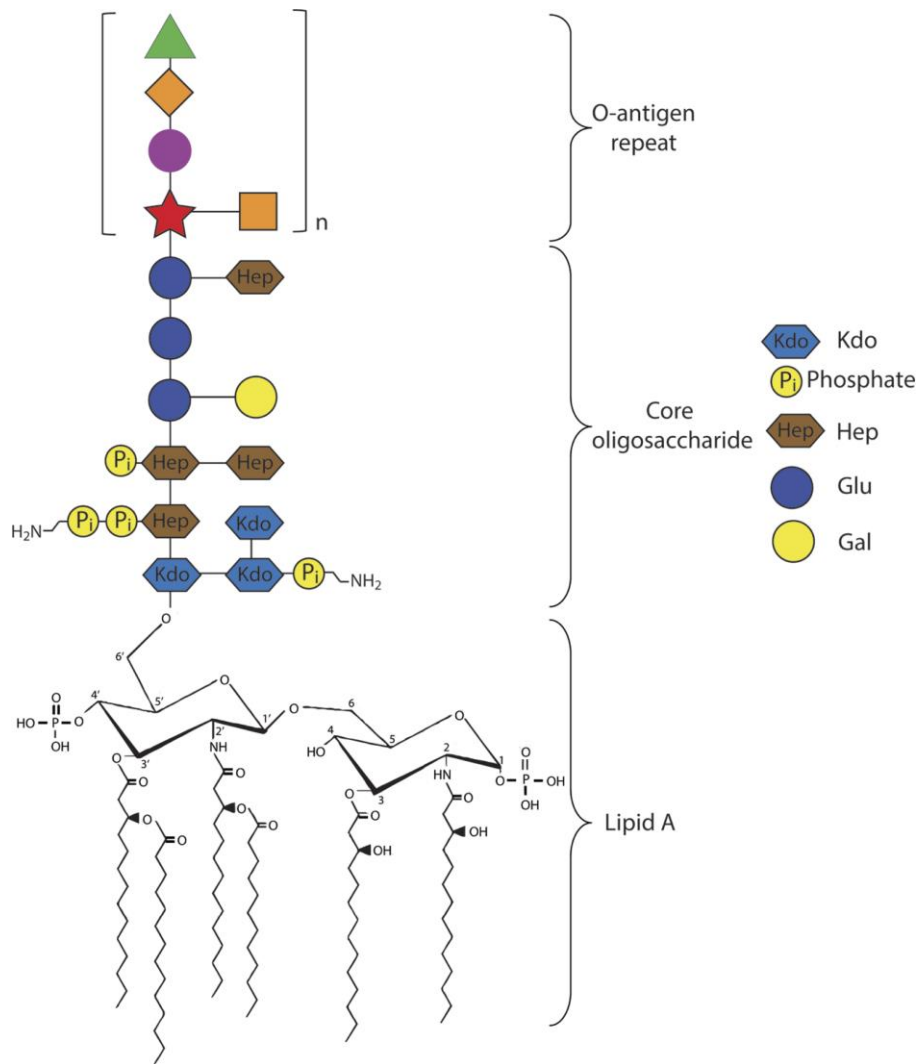 O-antigen
repeat
n
Hep
Kdo Kdo
Pi Phosphate
Core
oligosaccharide
Hep Hep
Glu
Pi Hep Hep
Gal
H2N Pi Pi Hep Kdo
Kdo Kdo Pi NH2
O
6'
O
HO P O
OH
4'
5'
O
2'
1'
O
6
3'
NH
4
HO
5
O
2
1
3
HN
O P OH
O
OH
O
O
O
O
O
O
O
O
O
O
OH
OH
Lipid A